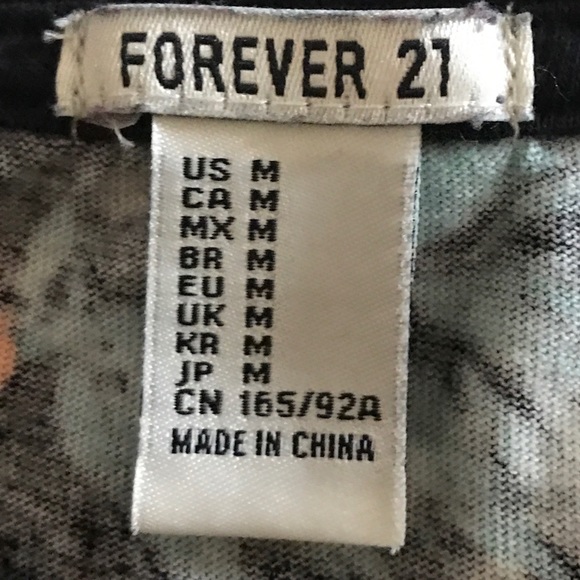 FOREVER 21
US M
CA M
MX M
BR M
EU M
UK M
KR M
JP M
CN 165/92A
MADE IN CHINA